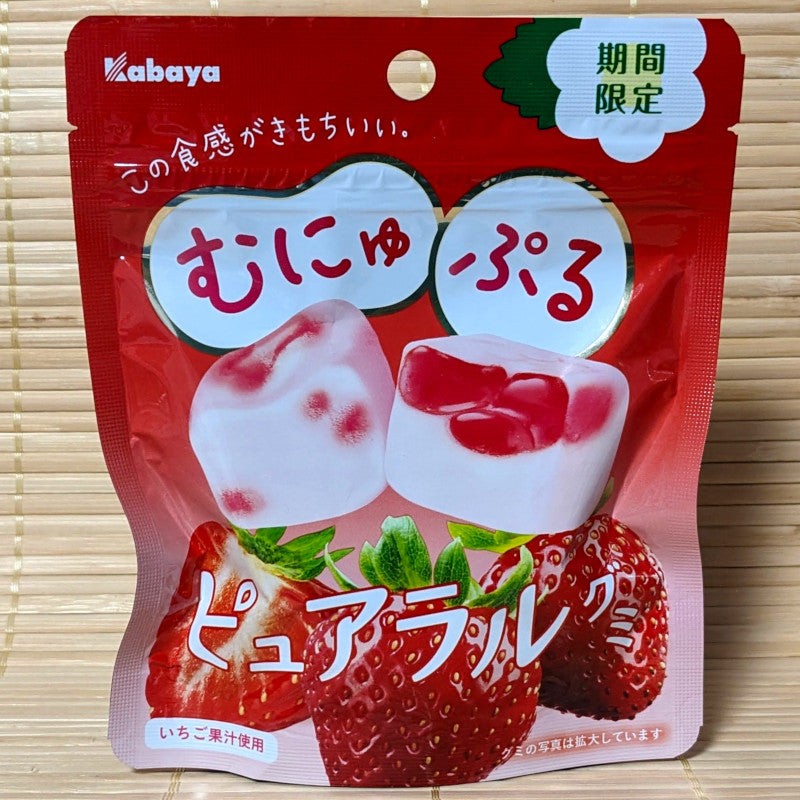 Kabaya
期間
限定
この食感がきもちいい。
むにゅ
ぷる
ピュアラルグミ
いちご果汁使用
グミの写真は拡大しています